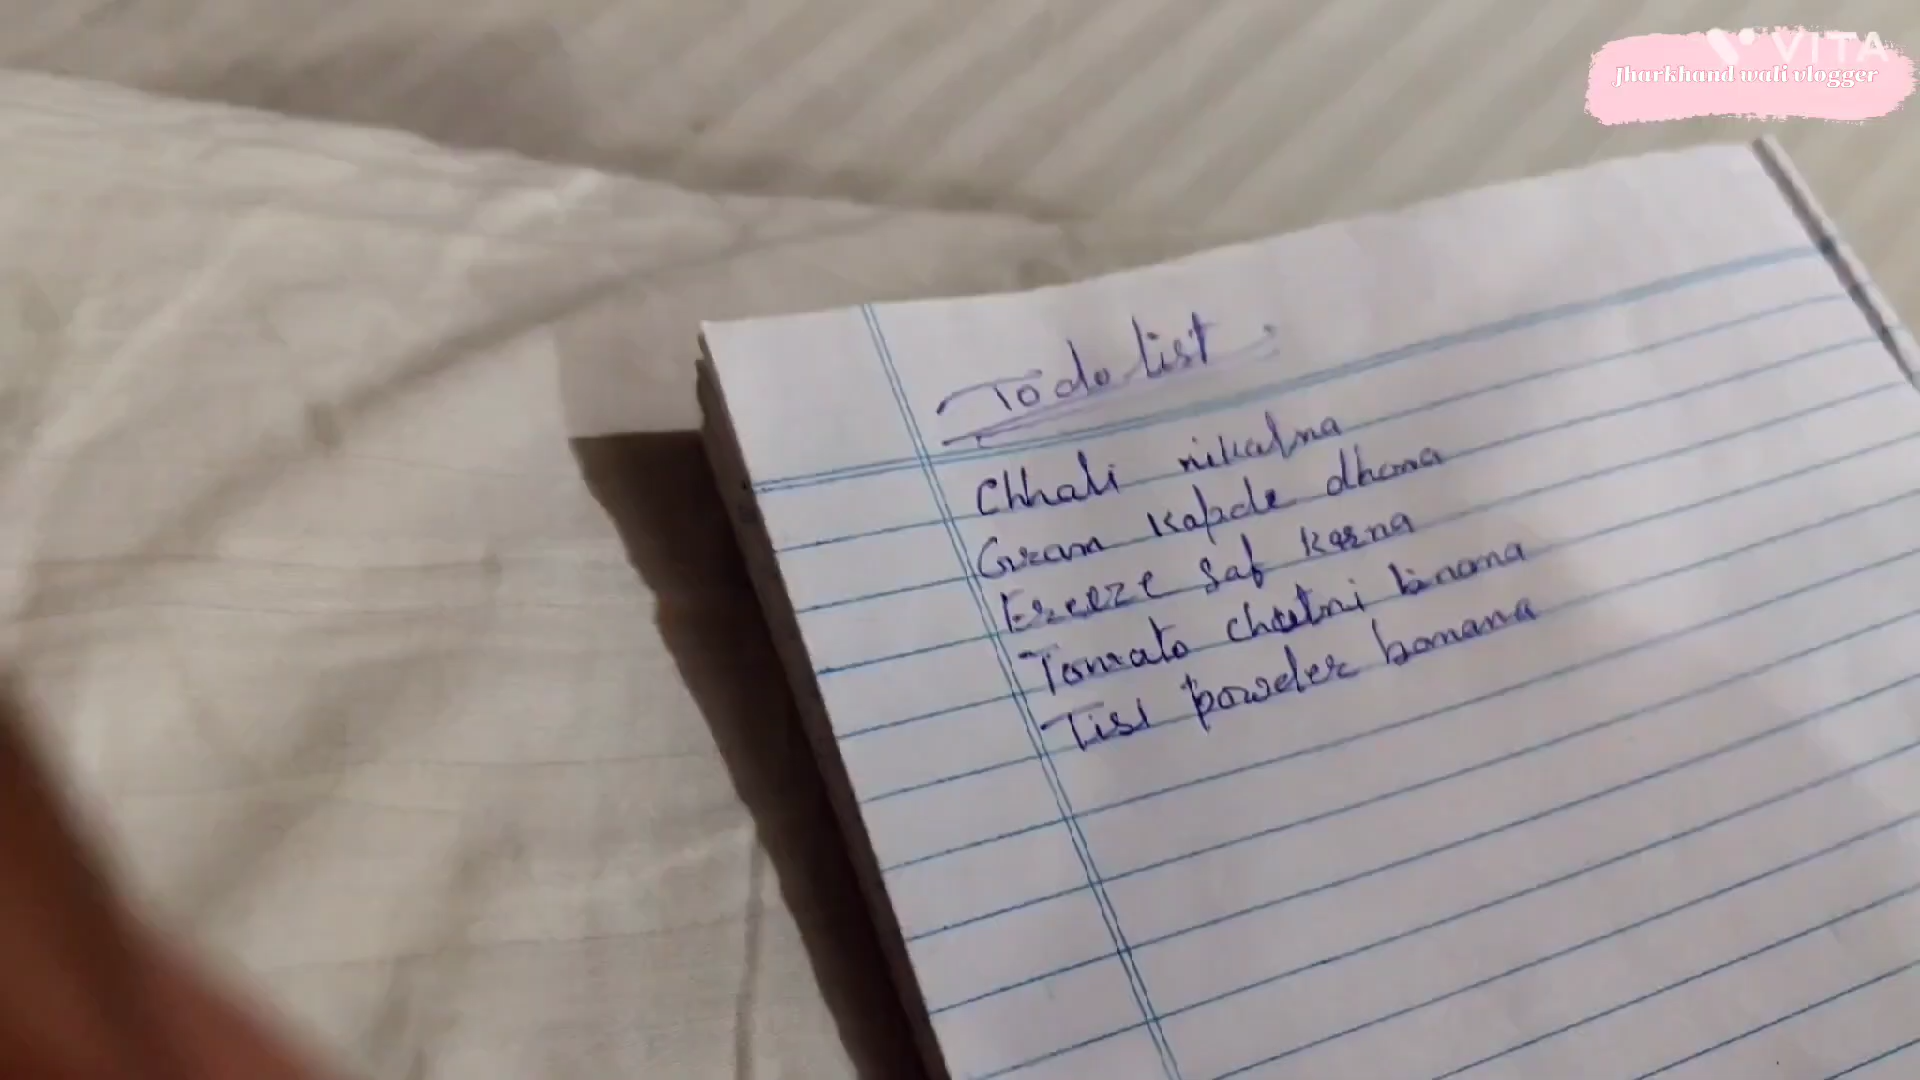 VITA
Jharkhand wali vlogger
To do list :
Chhali nikalna
Gram kapde dhona
Freeze saf karna
Tomato chutni banana
Tisi powder banana